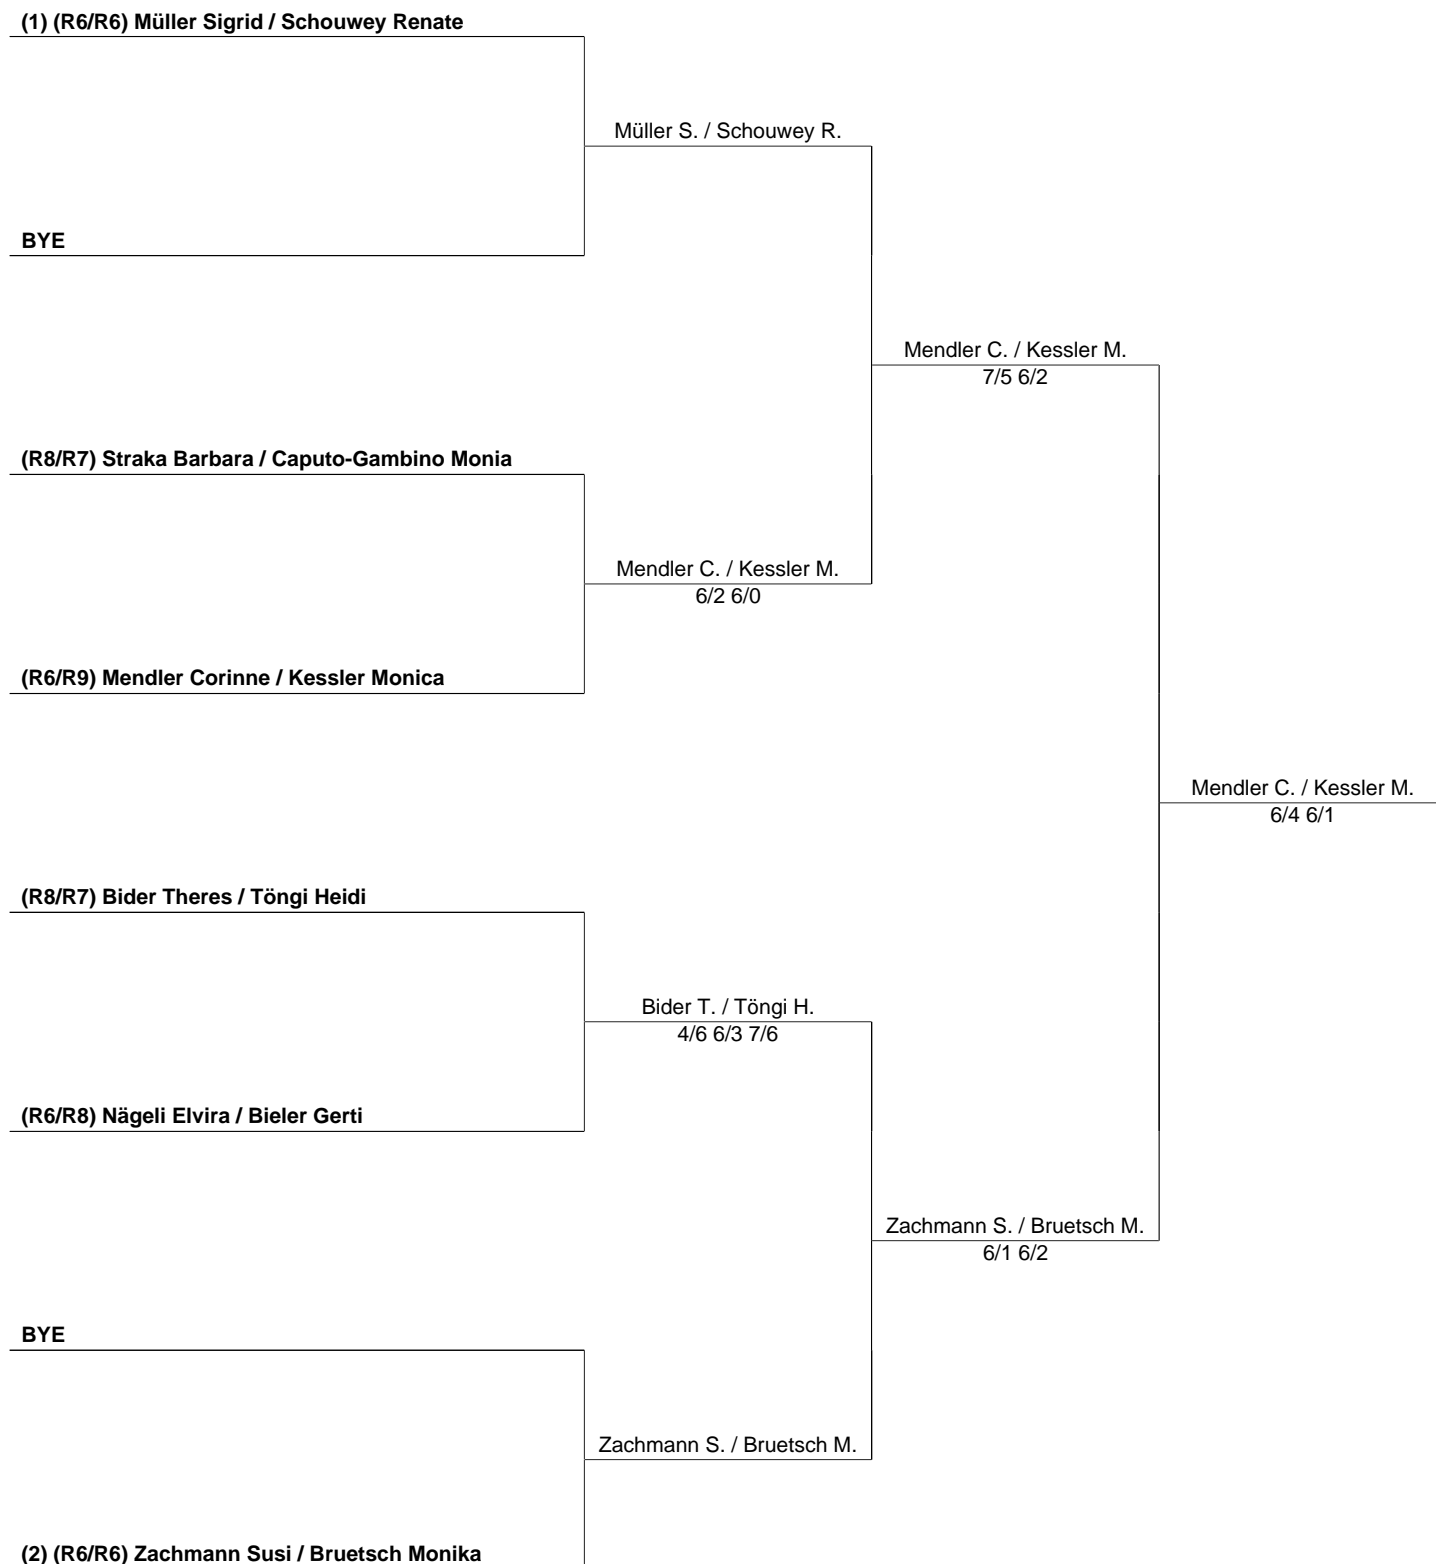 (1) (R6/R6) Müller Sigrid / Schouwey Renate
Müller S. / Schouwey R.
BYE
Mendler C. / Kessler M.
7/5 6/2
(R8/R7) Straka Barbara / Caputo-Gambino Monia
Mendler C. / Kessler M.
6/2 6/0
(R6/R9) Mendler Corinne / Kessler Monica
Mendler C. / Kessler M.
6/4 6/1
(R8/R7) Bider Theres / Töngi Heidi
Bider T. / Töngi H.
4/6 6/3 7/6
(R6/R8) Nägeli Elvira / Bieler Gerti
Zachmann S. / Bruetsch M.
6/1 6/2
BYE
Zachmann S. / Bruetsch M.
(2) (R6/R6) Zachmann Susi / Bruetsch Monika